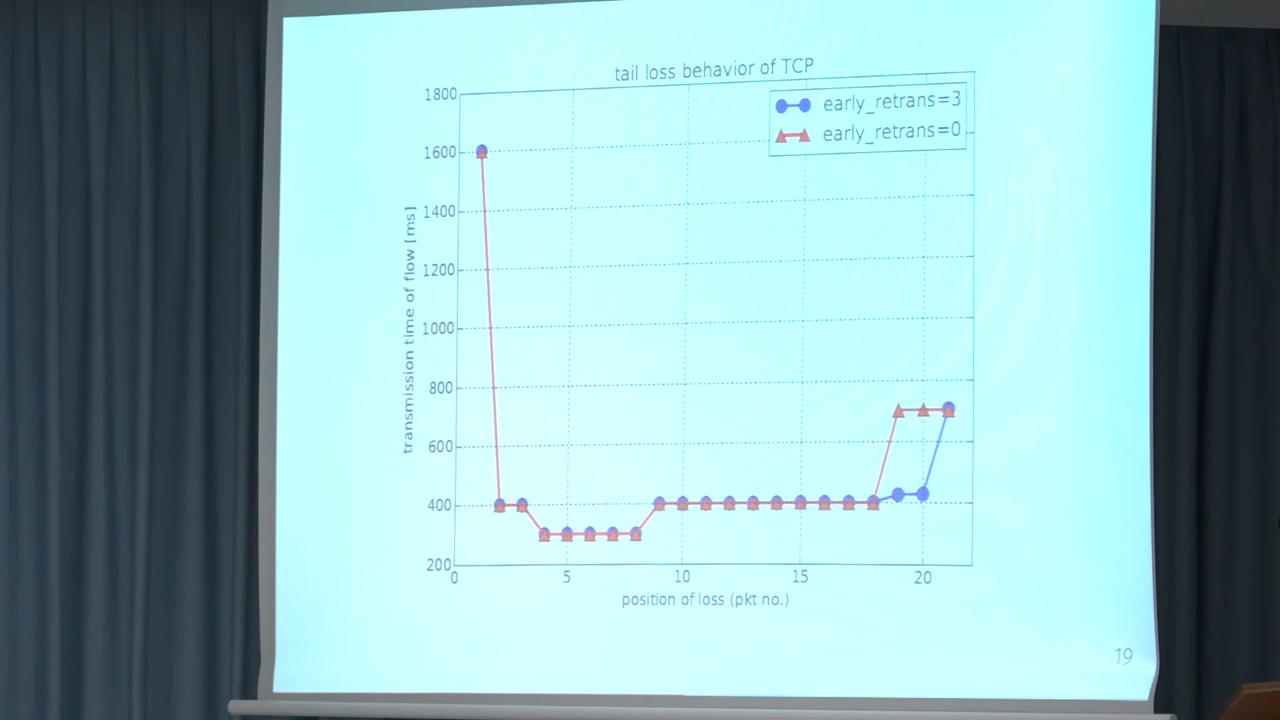 tail loss behavior of TCP
early_retrans=3
early_retrans=0
transmission time of flow [ms]
1800
1600
1400
1200
1000
800
600
400
200
0 5 10 15 20
position of loss (pkt no.)
19